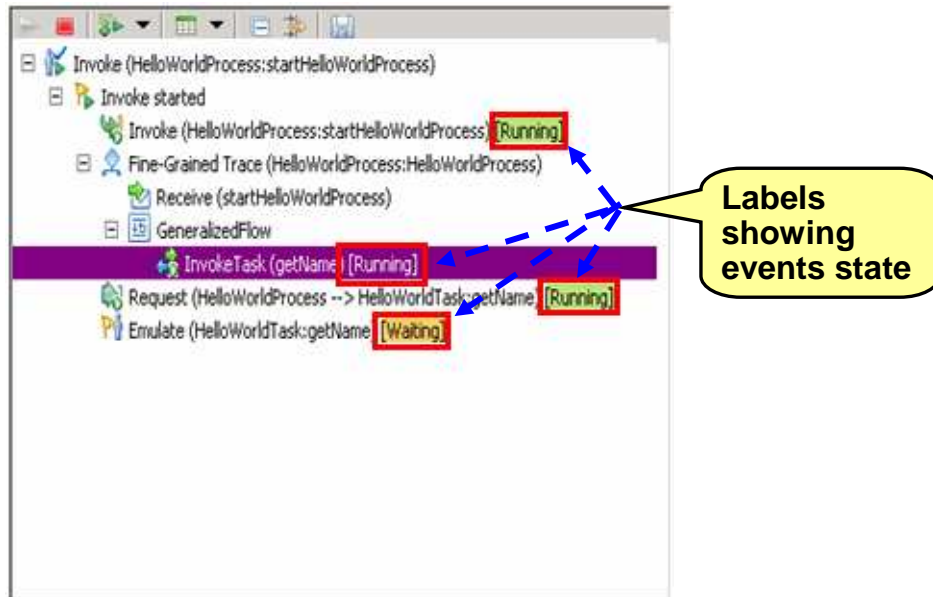 Invoke (HelloWorldProcess:startHelloWorldProcess)
Invoke started
Invoke (HelloWorldProcess:startHelloWorldProcess) [Running]
Fine-Grained Trace (HelloWorldProcess:HelloWorldProcess)
Receive (startHelloWorldProcess)
GeneralizedFlow
InvokeTask (getName) [Running]
Request (HelloWorldProcess --> HelloWorldTask:getName) [Running]
Emulate (HelloWorldTask:getName) [Waiting]
Labels
showing
events state